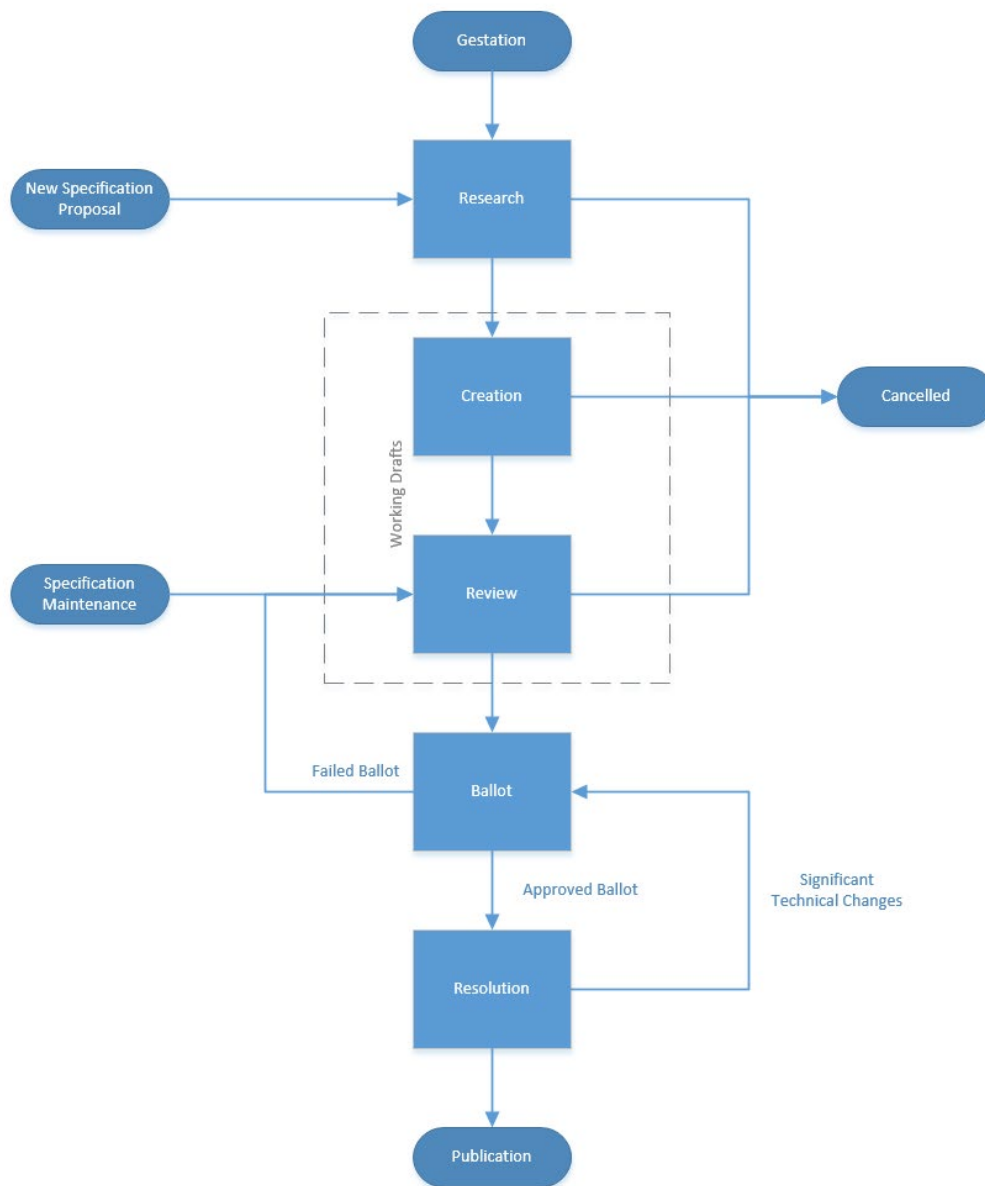 Gestation
New Specification
Proposal
Research
Creation
Cancelled
Working Drafts
Specification
Maintenance
Review
Failed Ballot
Ballot
Approved Ballot
Significant
Technical Changes
Resolution
Publication